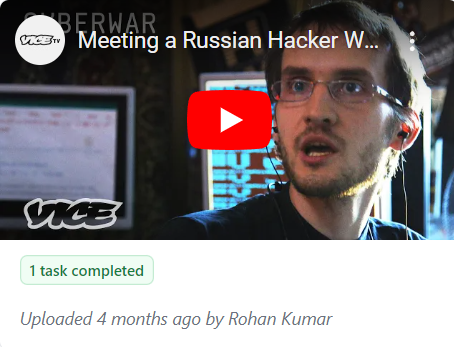 CYBERWAR
VICE TV
Meeting a Russian Hacker W...
VICE
1 task completed
Uploaded 4 months ago by Rohan Kumar